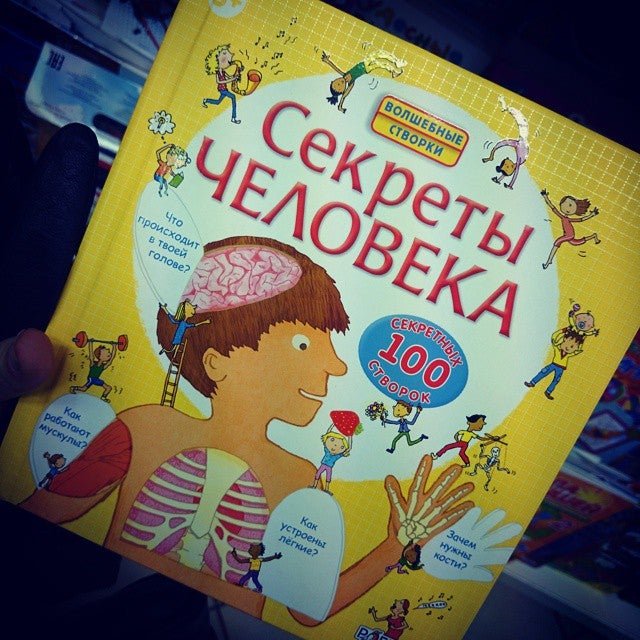 ВОЛШЕБНЫЕ
СТВОРКИ
Секреты
ЧЕЛОВЕКА
Что
происходит
в твоей
голове?
СЕКРЕТНЫХ
100
СТВОРОК
Как
работают
мускулы?
Как
устроены
лёгкие?
Зачем
нужны
кости?